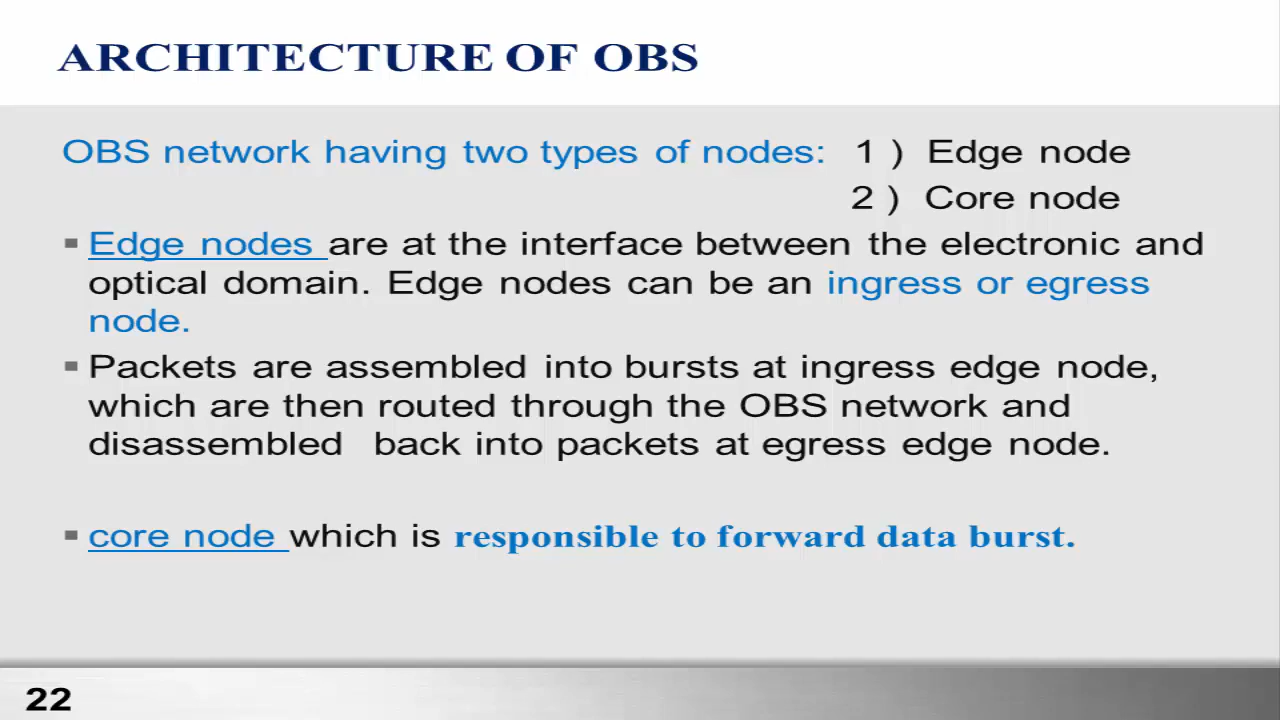 ARCHITECTURE OF OBS
OBS network having two types of nodes: 1 ) Edge node
2 ) Core node
▪ Edge nodes are at the interface between the electronic and
optical domain. Edge nodes can be an ingress or egress
node.
▪ Packets are assembled into bursts at ingress edge node,
which are then routed through the OBS network and
disassembled back into packets at egress edge node.
▪ core node which is responsible to forward data burst.
22